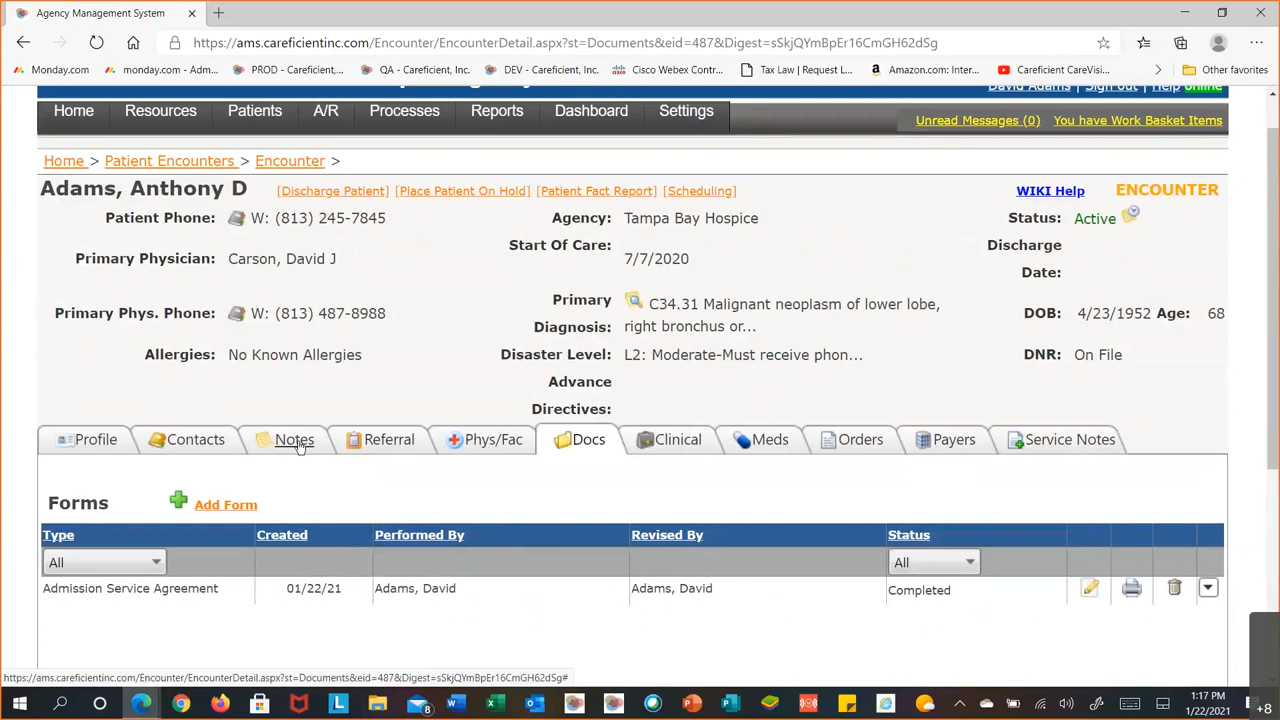 Agency Management System
https://ams.careficientinc.com/Encounter/EncounterDetail.aspx?st=Documents&eid=487&Digest=sSkjQYmBpEr16CmGH62dSg
Monday.com
monday.com - Adm...
PROD - Careficient,...
QA - Careficient, Inc.
DEV - Careficient, Inc.
Cisco Webex Contr...
Tax Law | Request L...
Amazon.com: Inter...
Careficient CareVisi...
Other favorites
David Adams | Sign out | Help online
Home Resources Patients A/R Processes Reports Dashboard Settings
Unread Messages (0) You have Work Basket Items
Home > Patient Encounters > Encounter >
Adams, Anthony D [Discharge Patient] [Place Patient On Hold] [Patient Fact Report] [Scheduling] WIKI Help ENCOUNTER
Patient Phone: W: (813) 245-7845 Agency: Tampa Bay Hospice Status: Active
Start Of Care: 7/7/2020 Discharge Date:
Primary Physician: Carson, David J
Primary Diagnosis: C34.31 Malignant neoplasm of lower lobe, right bronchus or...
Primary Phys. Phone: W: (813) 487-8988 DOB: 4/23/1952 Age: 68
Allergies: No Known Allergies Disaster Level: L2: Moderate-Must receive phon... DNR: On File
Advance Directives:
Profile Contacts Notes Referral Phys/Fac Docs Clinical Meds Orders Payers Service Notes
Forms Add Form
Type Created Performed By Revised By Status
All All
Admission Service Agreement 01/22/21 Adams, David Adams, David Completed
https://ams.careficientinc.com/Encounter/EncounterDetail.aspx?st=Documents&eid=487&Digest=sSkjQYmBpEr16CmGH62dSg#
8
1:17 PM
1/22/2021
+8